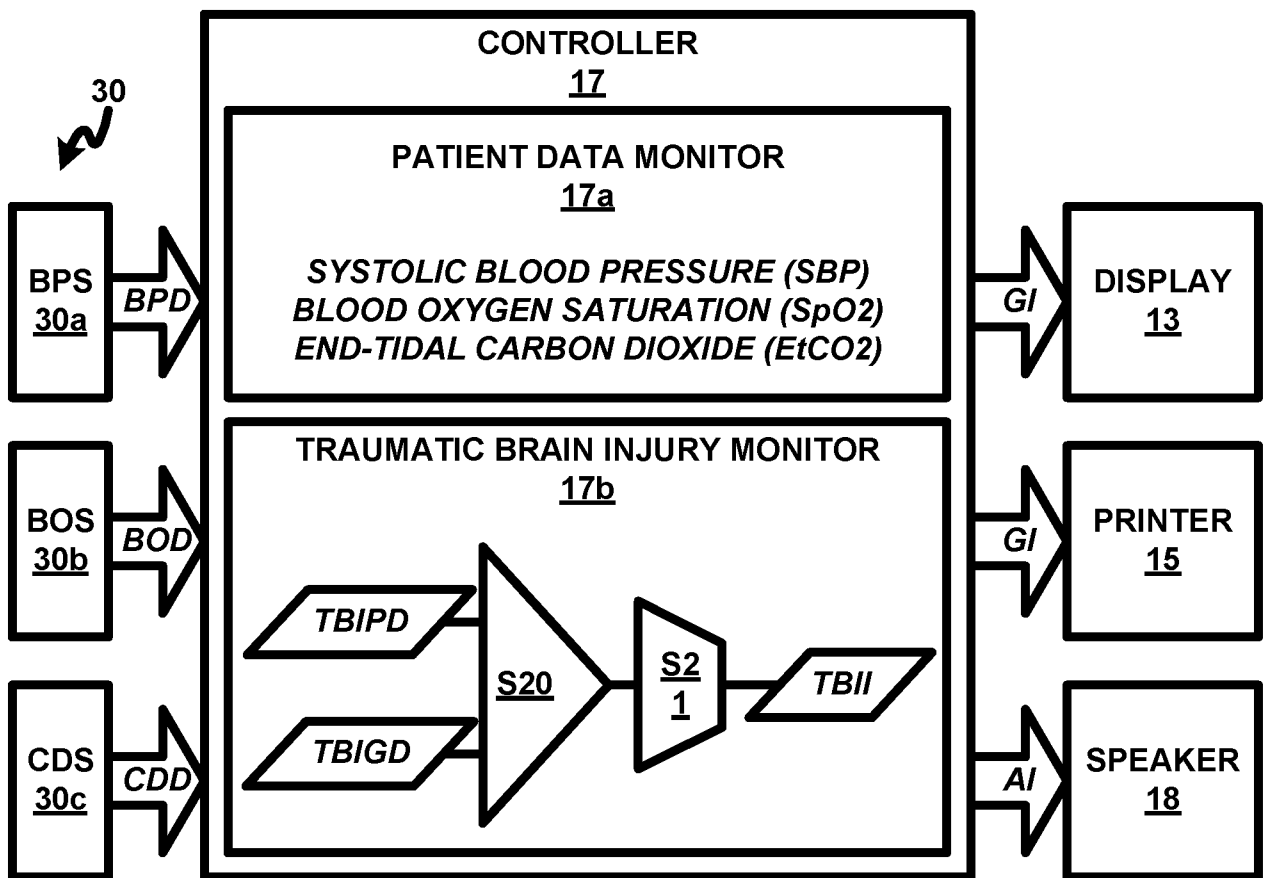 CONTROLLER
17
30
PATIENT DATA MONITOR
17a
SYSTOLIC BLOOD PRESSURE (SBP)
BLOOD OXYGEN SATURATION (SpO2)
END-TIDAL CARBON DIOXIDE (EtCO2)
BPS
30a
BPD
GI
DISPLAY
13
TRAUMATIC BRAIN INJURY MONITOR
17b
BOS
30b
BOD
GI
PRINTER
15
TBIPD
S20
S2
1
TBII
TBIGD
CDS
30c
CDD
AI
SPEAKER
18